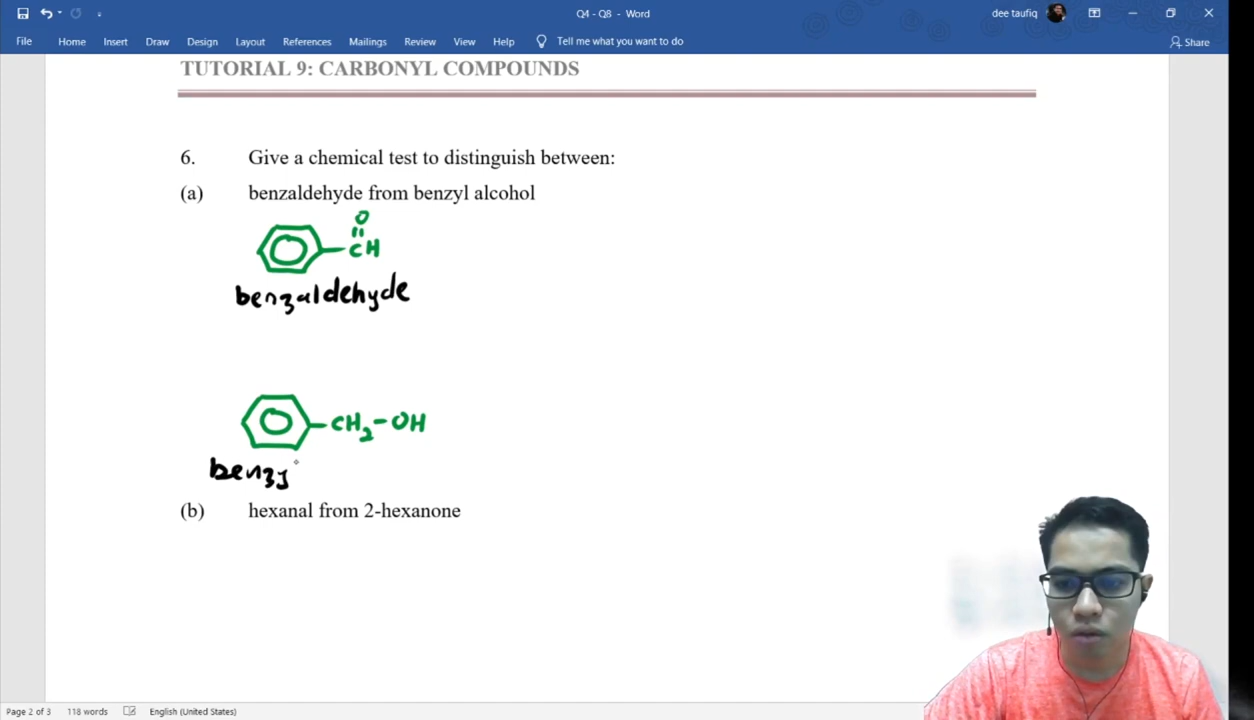 Q4 - Q8 - Word
dee taufiq
File Home Insert Draw Design Layout References Mailings Review View Help Tell me what you want to do
Share
TUTORIAL 9: CARBONYL COMPOUNDS
6. Give a chemical test to distinguish between:
(a) benzaldehyde from benzyl alcohol
O
CH
benzaldehyde
CH2-OH
benzy
(b) hexanal from 2-hexanone
Page 2 of 3 118 words English (United States)